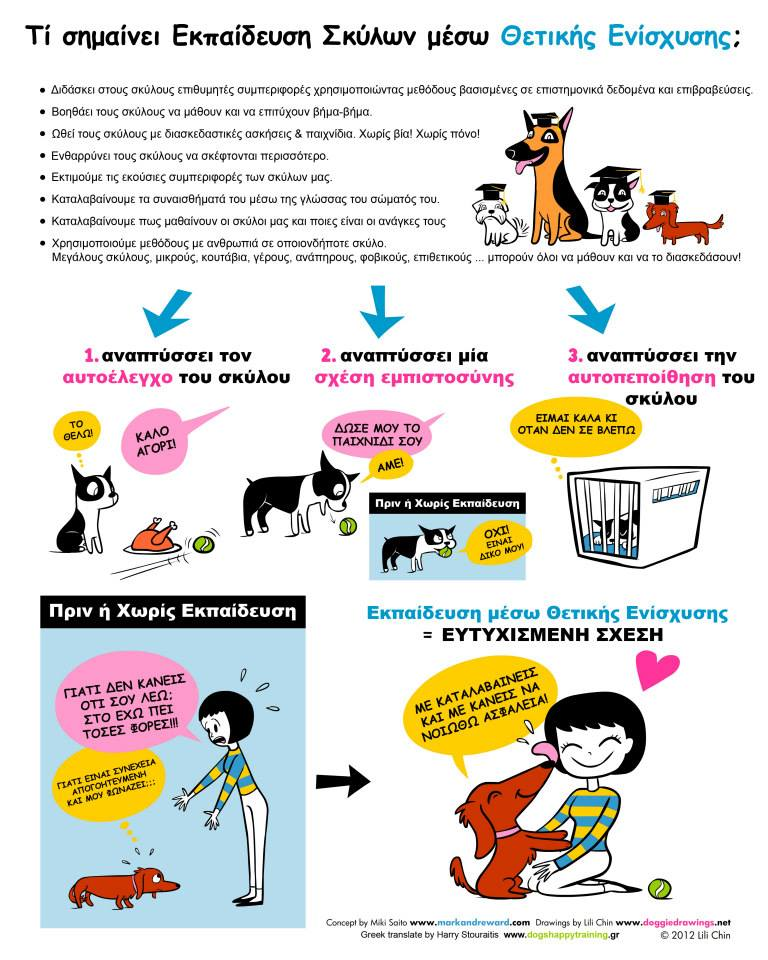 Τί σημαίνει Εκπαίδευση Σκύλων μέσω Θετικής Ενίσχυσης;
• Διδάσκει στους σκύλους επιθυμητές συμπεριφορές χρησιμοποιώντας μεθόδους βασισμένες σε επιστημονικά δεδομένα και επιβραβεύσεις.
• Βοηθάει τους σκύλους να μάθουν και να επιτύχουν βήμα-βημα.
• Ωθεί τους σκύλους με διασκεδαστικές ασκήσεις & παιχνίδια. Χωρίς βία! Χωρίς πόνο!
• Ενθαρρύνει τους σκύλους να σκέφτονται περισσότερο.
• Εκτιμούμε τις εκούσιες συμπεριφορές των σκύλων μας.
• Καταλαβαίνουμε τα συναισθήματά του μέσω της γλώσσας του σώματός του.
• Καταλαβαίνουμε πως μαθαίνουν οι σκύλοι μας και ποιες είναι οι ανάγκες τους
• Χρησιμοποιούμε μεθόδους με ανθρωπιά σε οποιονδήποτε σκύλο.
Μεγάλους σκύλους, μικρούς, κουτάβια, γέρους, ανάπηρους, φοβικούς, επιθετικούς ... μπορούν όλοι να μάθουν και να το διασκεδάσουν!
1. αναπτύσσει τον
αυτοέλεγχο του σκύλου
ΤΟ
ΘΕΛΩ!
ΚΑΛΟ
ΑΓΟΡΙ!
2. αναπτύσσει μία
σχέση εμπιστοσύνης
ΔΩΣΕ ΜΟΥ ΤΟ
ΠΑΙΧΝΙΔΙ ΣΟΥ
ΑΜΕ!
Πριν ή Χωρίς Εκπαίδευση
ΟΧΙ!
ΕΙΝΑΙ
ΔΙΚΟ ΜΟΥ!
3. αναπτύσσει την
αυτοπεποίθηση του
σκύλου
ΕΙΜΑΙ ΚΑΛΑ ΚΙ
ΟΤΑΝ ΔΕΝ ΣΕ ΒΛΕΠΩ
Πριν ή Χωρίς Εκπαίδευση
ΓΙΑΤΙ ΔΕΝ ΚΑΝΕΙΣ
ΟΤΙ ΣΟΥ ΛΕΩ;
ΣΤΟ ΕΧΩ ΠΕΙ
ΤΟΣΕΣ ΦΟΡΕΣ!!!
ΓΙΑΤΙ ΕΙΝΑΙ ΣΥΝΕΧΕΙΑ
ΑΠΟΓΟΗΤΕΥΜΕΝΗ
ΚΑΙ ΜΟΥ ΦΩΝΑΖΕΙ;;;
Εκπαίδευση μέσω Θετικής Ενίσχυσης
= ΕΥΤΥΧΙΣΜΕΝΗ ΣΧΕΣΗ
ΜΕ ΚΑΤΑΛΑΒΑΙΝΕΙΣ
ΚΑΙ ΜΕ ΚΑΝΕΙΣ ΝΑ
ΝΟΙΩΘΩ ΑΣΦΑΛΕΙΑ!
Concept by Miki Saito www.markandreward.com Drawings by Lili Chin www.doggiedrawings.net
Greek translate by Harry Stouraitis www.dogshappytraining.gr © 2012 Lili Chin